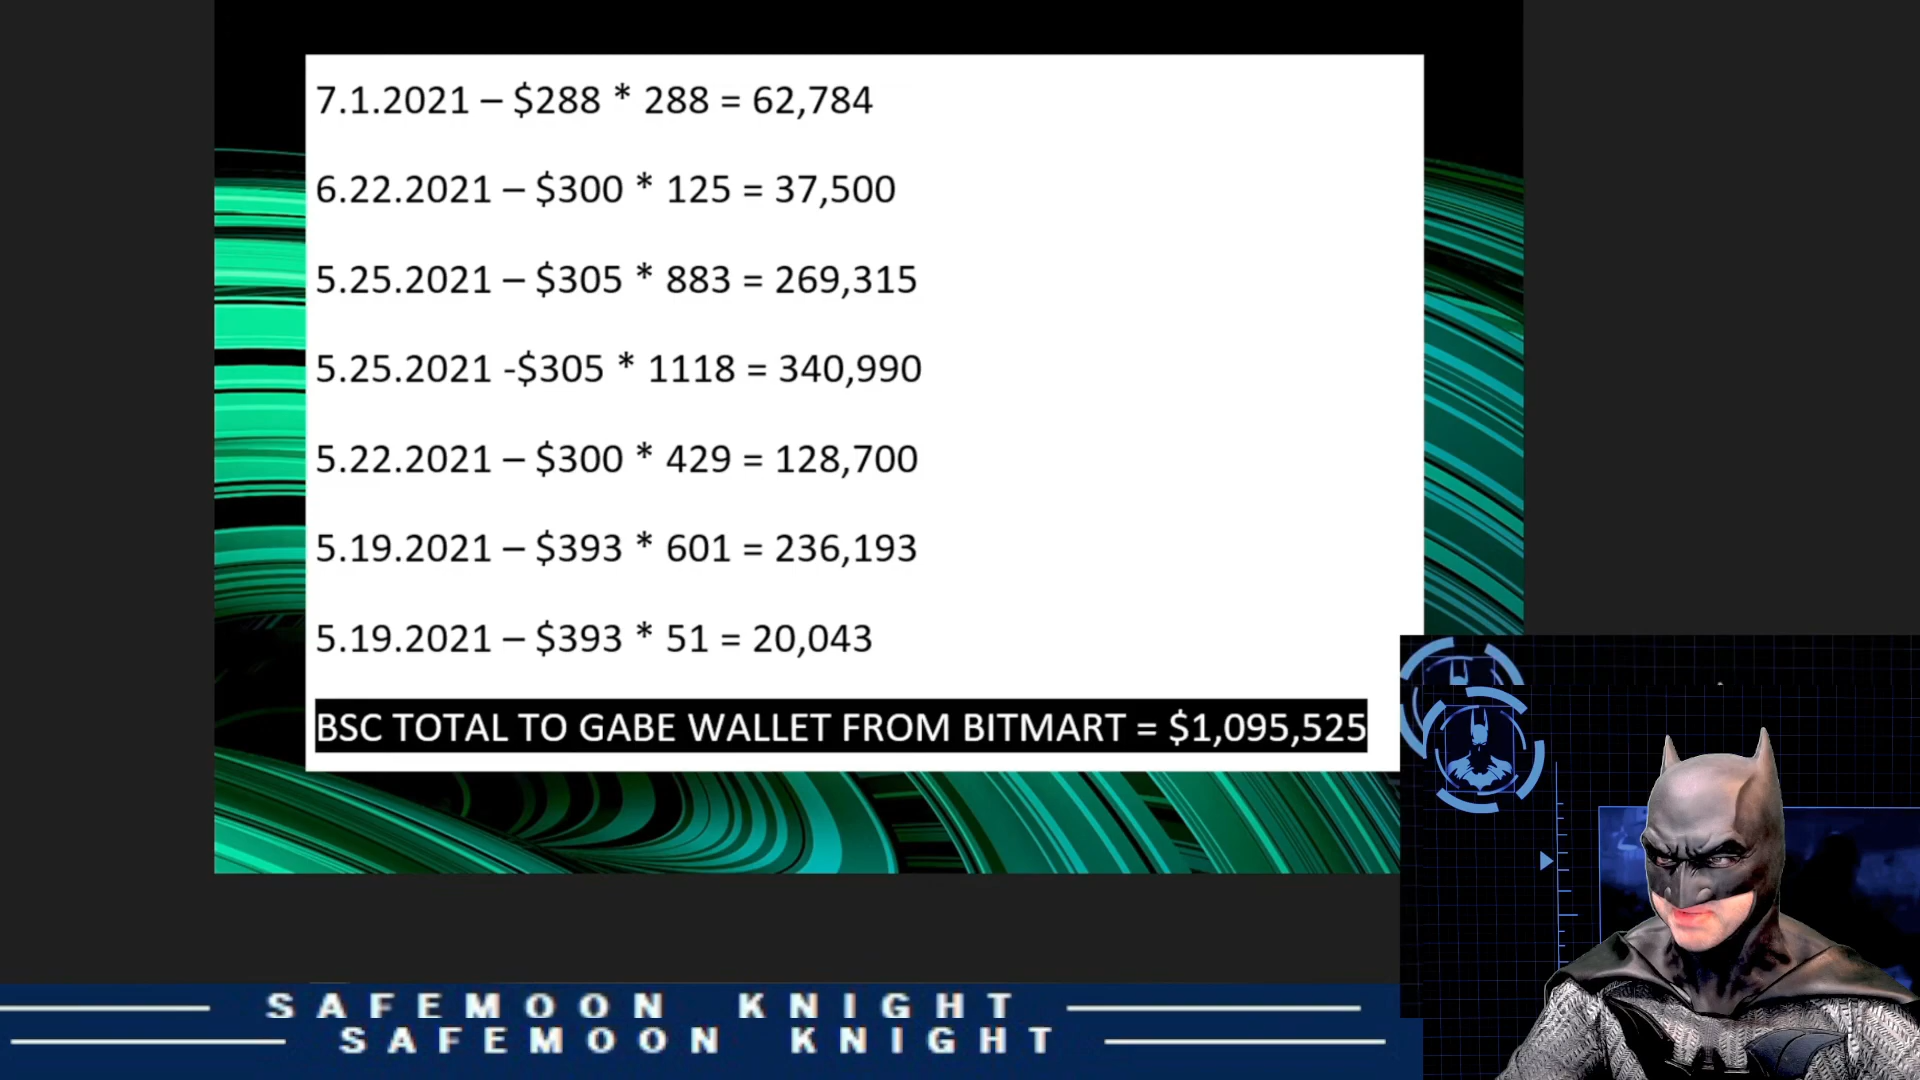 7.1.2021 – $288 * 288 = 62,784
6.22.2021 – $300 * 125 = 37,500
5.25.2021 – $305 * 883 = 269,315
5.25.2021 -$305 * 1118 = 340,990
5.22.2021 – $300 * 429 = 128,700
5.19.2021 – $393 * 601 = 236,193
5.19.2021 – $393 * 51 = 20,043
BSC TOTAL TO GABE WALLET FROM BITMART = $1,095,525
SAFEMOON KNIGHT
SAFEMOON KNIGHT